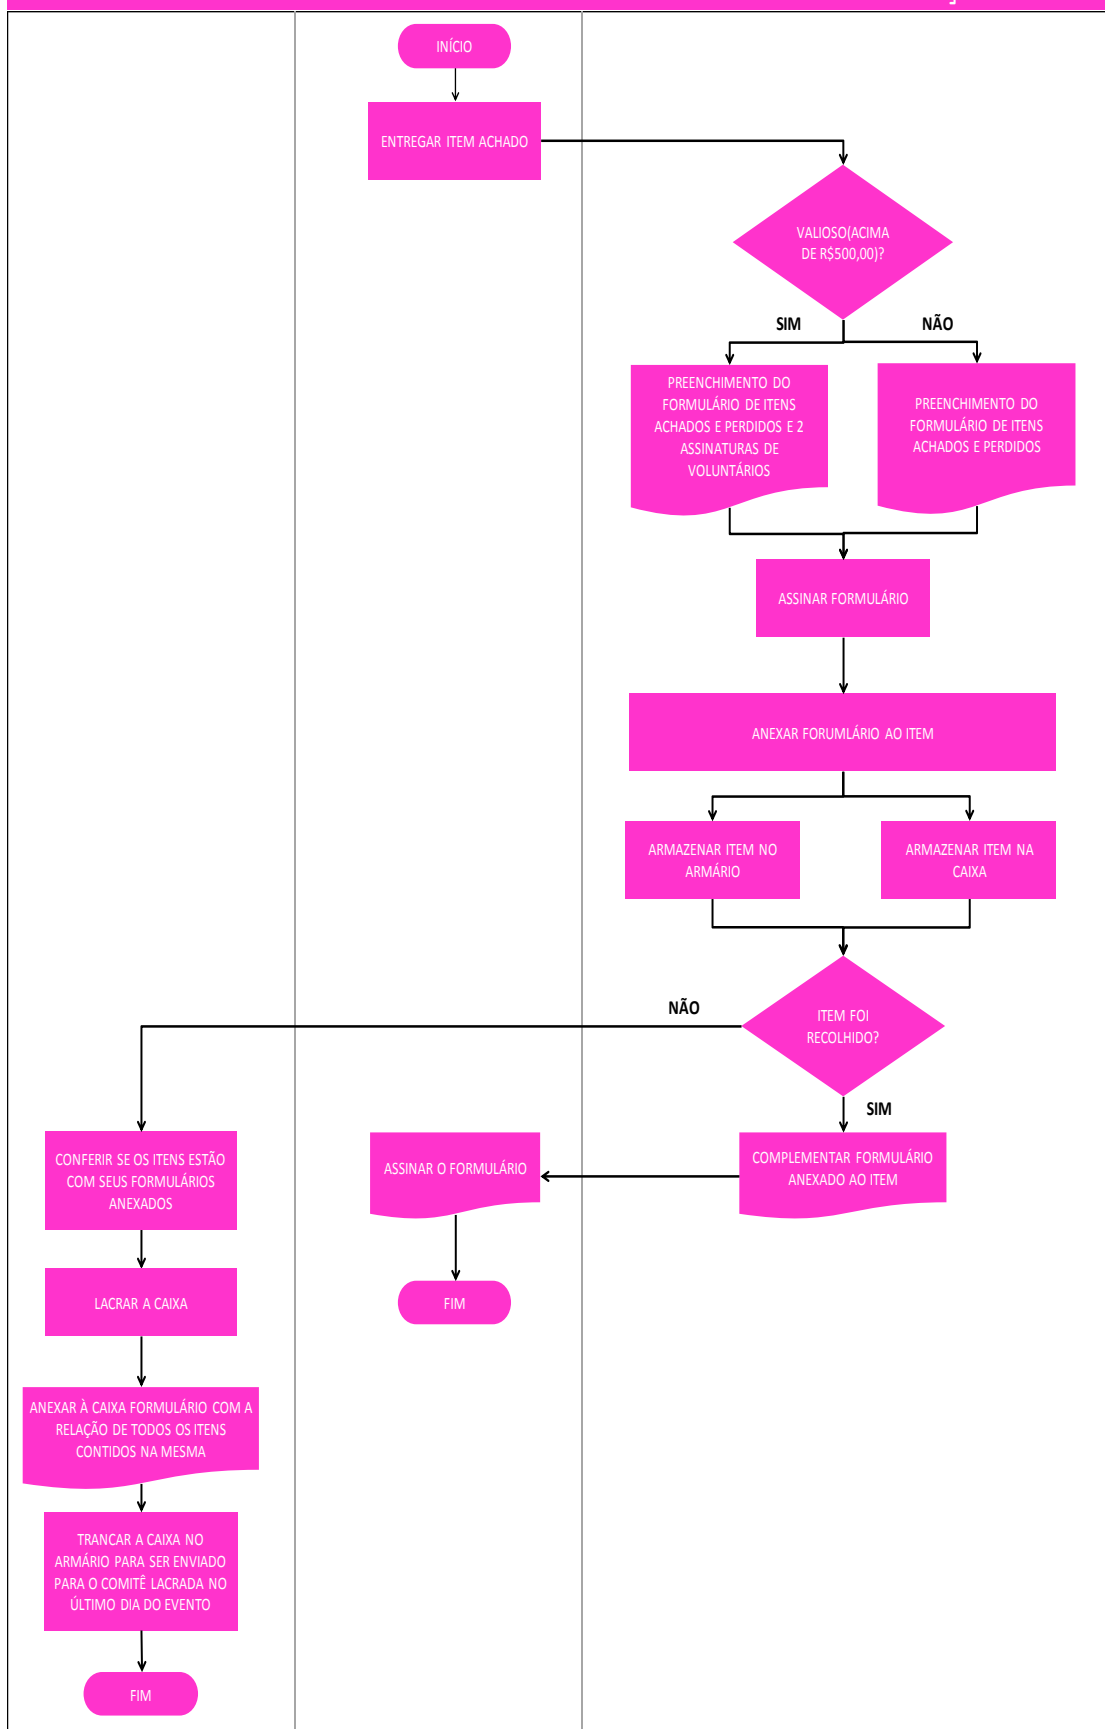 INÍCIO
ENTREGAR ITEM ACHADO
VALIOSO(ACIMA
DE R$500,00)?
SIM
NÃO
PREENCHIMENTO DO
FORMULÁRIO DE ITENS
ACHADOS E PERDIDOS E 2
ASSINATURAS DE
VOLUNTÁRIOS
PREENCHIMENTO DO
FORMULÁRIO DE ITENS
ACHADOS E PERDIDOS
ASSINAR FORMULÁRIO
ANEXAR FORUMLÁRIO AO ITEM
ARMAZENAR ITEM NO
ARMÁRIO
ARMAZENAR ITEM NA
CAIXA
ITEM FOI
RECOLHIDO?
NÃO
SIM
COMPLEMENTAR FORMULÁRIO
ANEXADO AO ITEM
ASSINAR O FORMULÁRIO
FIM
CONFERIR SE OS ITENS ESTÃO
COM SEUS FORMULÁRIOS
ANEXADOS
LACRAR A CAIXA
ANEXAR À CAIXA FORMULÁRIO COM A
RELAÇÃO DE TODOS OS ITENS
CONTIDOS NA MESMA
TRANCAR A CAIXA NO
ARMÁRIO PARA SER ENVIADO
PARA O COMITÊ LACRADA NO
ÚLTIMO DIA DO EVENTO
FIM